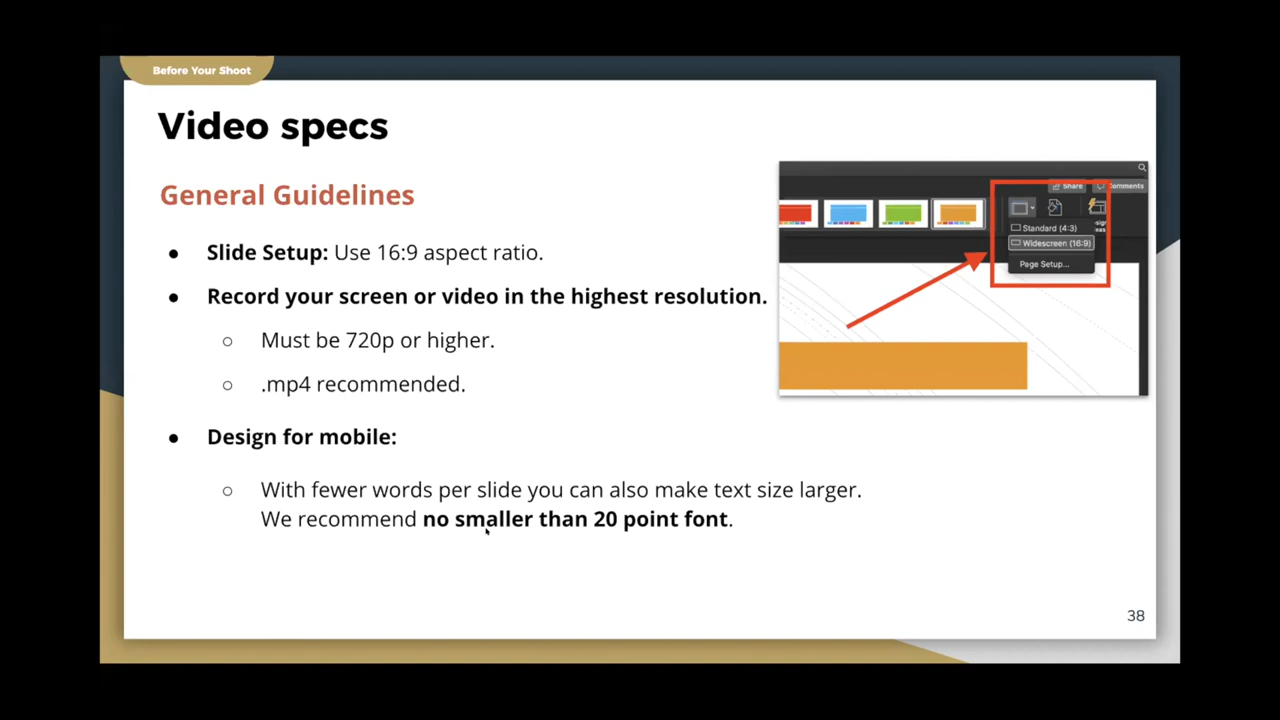 Before Your Shoot
Video specs
General Guidelines
● Slide Setup: Use 16:9 aspect ratio.
● Record your screen or video in the highest resolution.
○ Must be 720p or higher.
○ .mp4 recommended.
● Design for mobile:
○ With fewer words per slide you can also make text size larger.
We recommend no smaller than 20 point font.
Share
Comments
Standard (4:3)
Widescreen (16:9)
Page Setup...
38